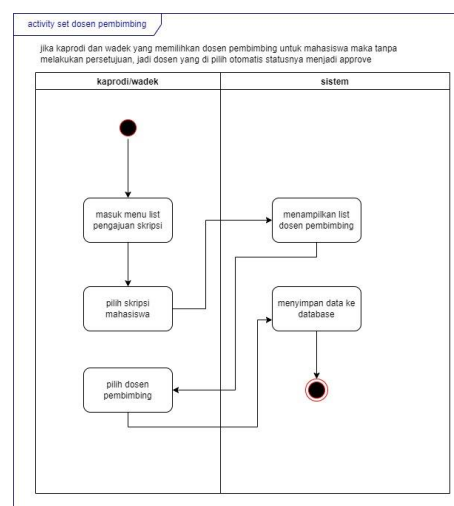 activity set dosen pembimbing
jika kaprodi dan wadek yang memilihkan dosen pembimbing untuk mahasiswa maka tanpa
melakukan persetujuan, jadi dosen yang di pilih otomatis statusnya menjadi approve
kaprodi/wadek
sistem
masuk menu list
pengajuan skripsi
menampilkan list
dosen pembimbing
pilih skripsi
mahasiswa
menyimpan data ke
database
pilih dosen
pembimbing